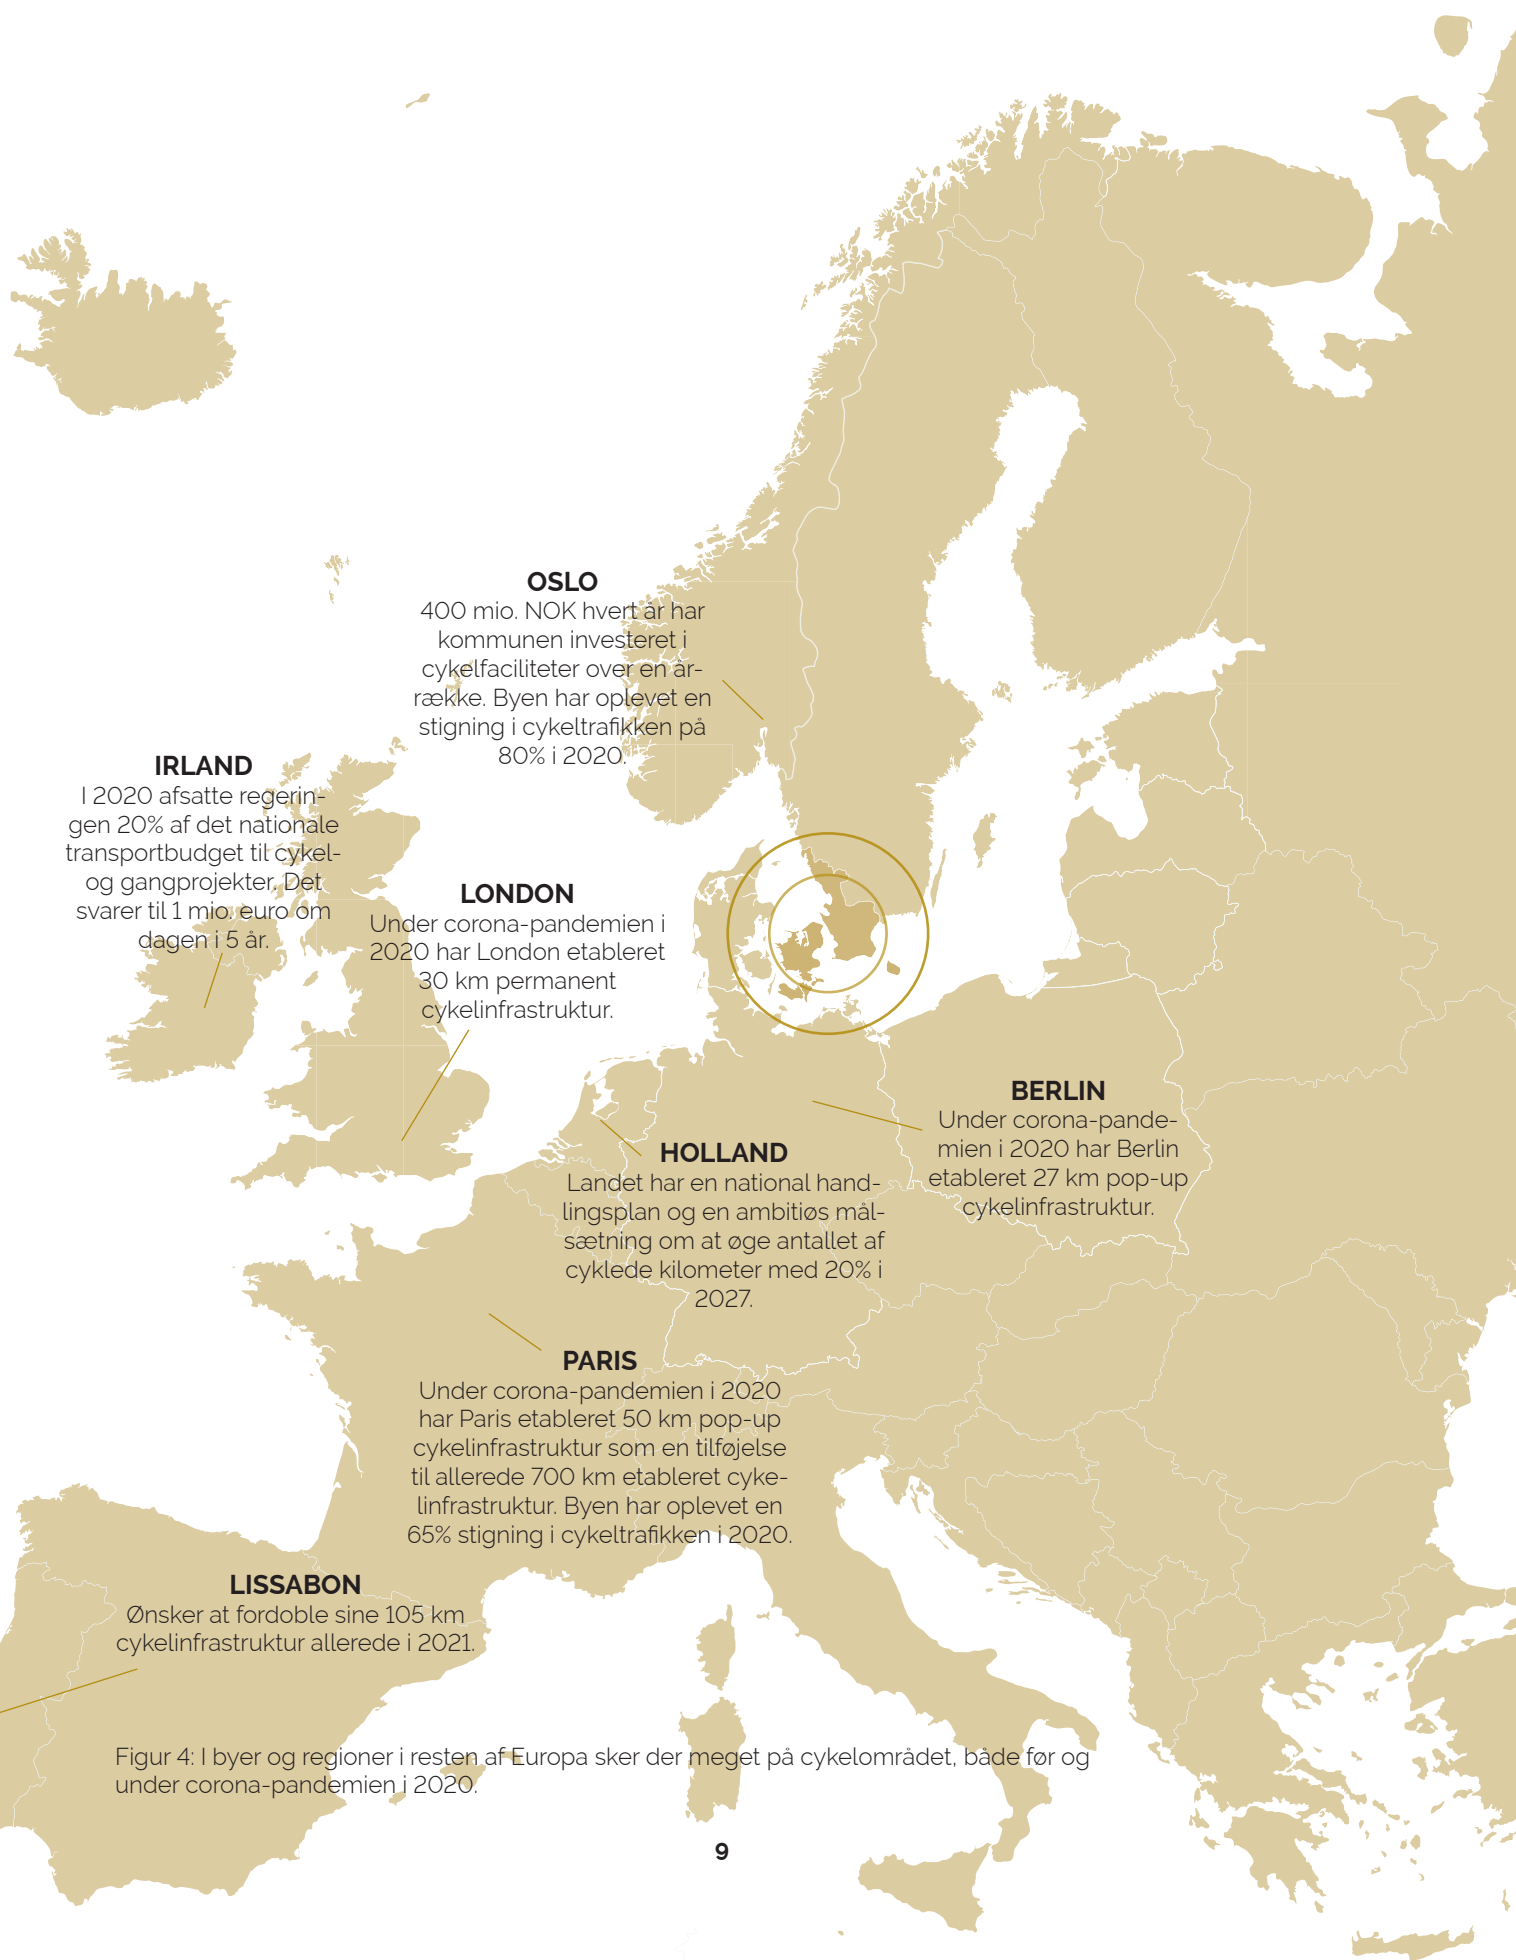 OSLO
400 mio. NOK hvert år har
kommunen investeret i
cykelfaciliteter over en år-
række. Byen har oplevet en
stigning i cykeltrafikken på
80% i 2020.
IRLAND
I 2020 afsatte regerin-
gen 20% af det nationale
transportbudget til cykel-
og gangprojekter. Det
svarer til 1 mio. euro om
dagen i 5 år.
LONDON
Under corona-pandemien i
2020 har London etableret
30 km permanent
cykelinfrastruktur.
BERLIN
Under corona-pande-
mien i 2020 har Berlin
etableret 27 km pop-up
cykelinfrastruktur.
HOLLAND
Landet har en national hand-
lingsplan og en ambitiøs mål-
sætning om at øge antallet af
cyklede kilometer med 20% i
2027.
PARIS
Under corona-pandemien i 2020
har Paris etableret 50 km pop-up
cykelinfrastruktur som en tilføjelse
til allerede 700 km etableret cyke-
linfrastruktur. Byen har oplevet en
65% stigning i cykeltrafikken i 2020.
LISSABON
Ønsker at fordoble sine 105 km
cykelinfrastruktur allerede i 2021.
Figur 4: I byer og regioner i resten af Europa sker der meget på cykelområdet, både før og
under corona-pandemien i 2020.
9